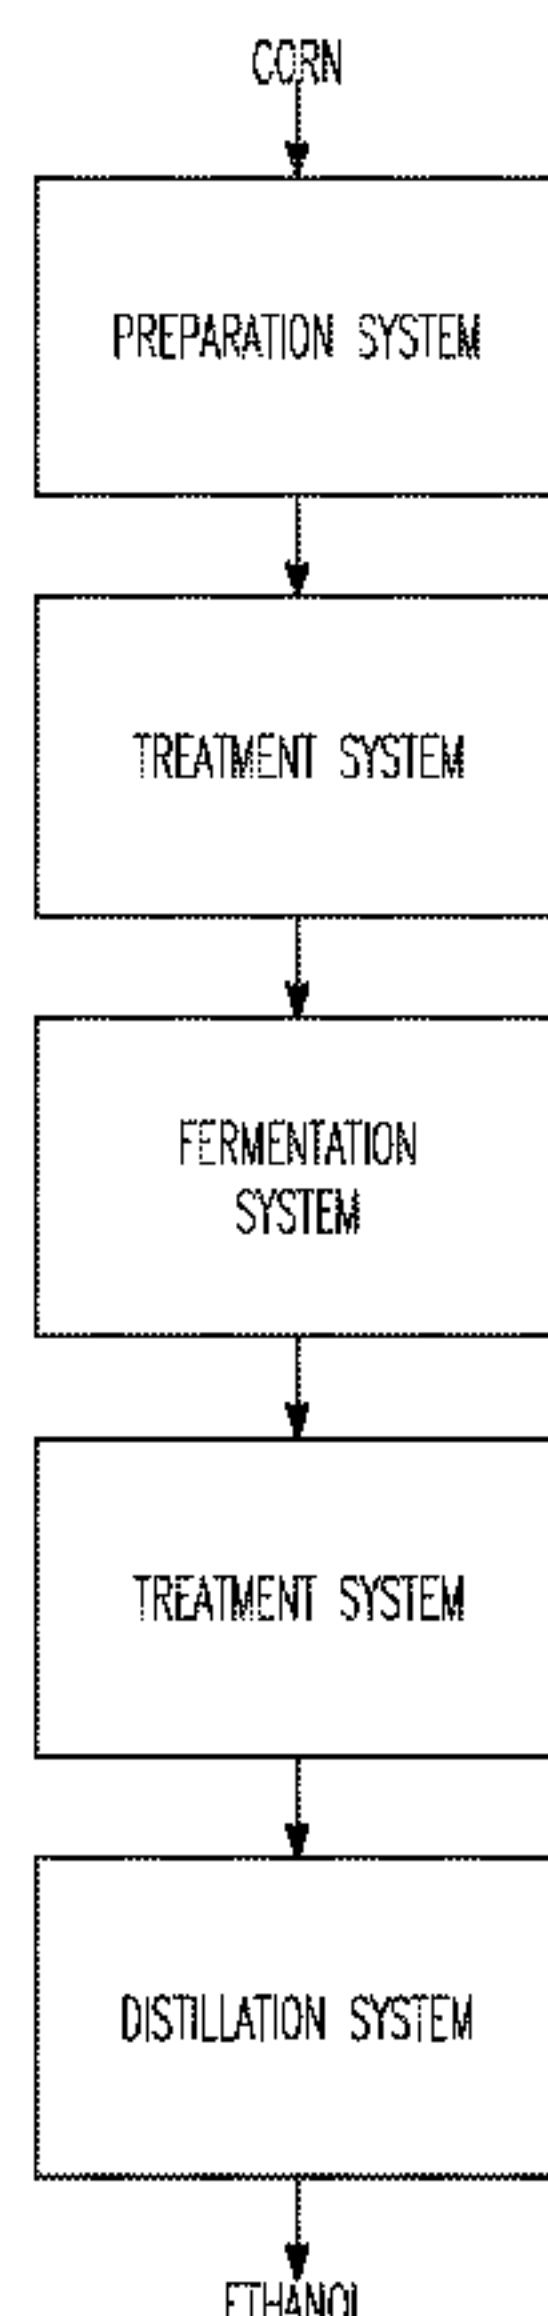 CORN
PREPARATION SYSTEM
TREATMENT SYSTEM
FERMENTATION
SYSTEM
TREATMENT SYSTEM
DISTILLATION SYSTEM
ETHANOL